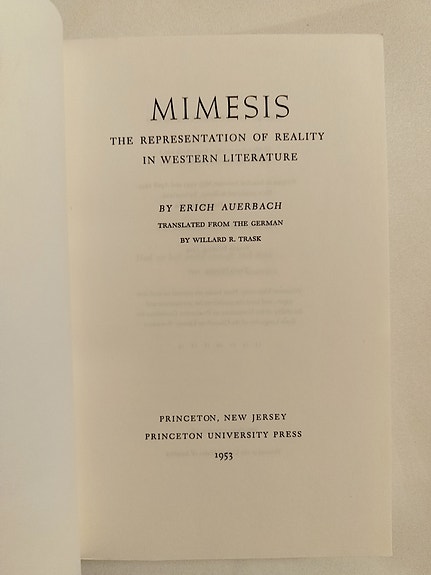 MIMESIS
THE REPRESENTATION OF REALITY
IN WESTERN LITERATURE
BY ERICH AUERBACH
TRANSLATED FROM THE GERMAN
BY WILLARD R. TRASK
PRINCETON, NEW JERSEY
PRINCETON UNIVERSITY PRESS
1953